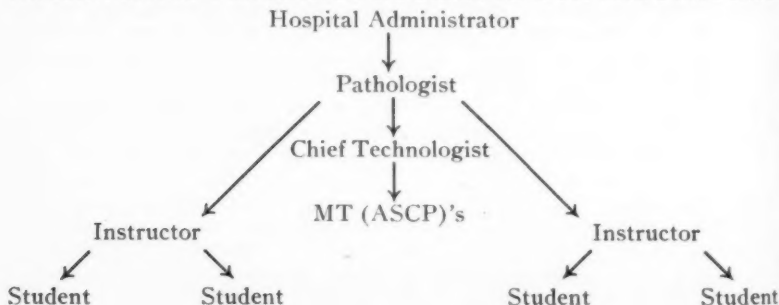 Hospital Administrator
Pathologist
Chief Technologist
MT (ASCP)'s
Instructor Instructor
Student Student Student Student